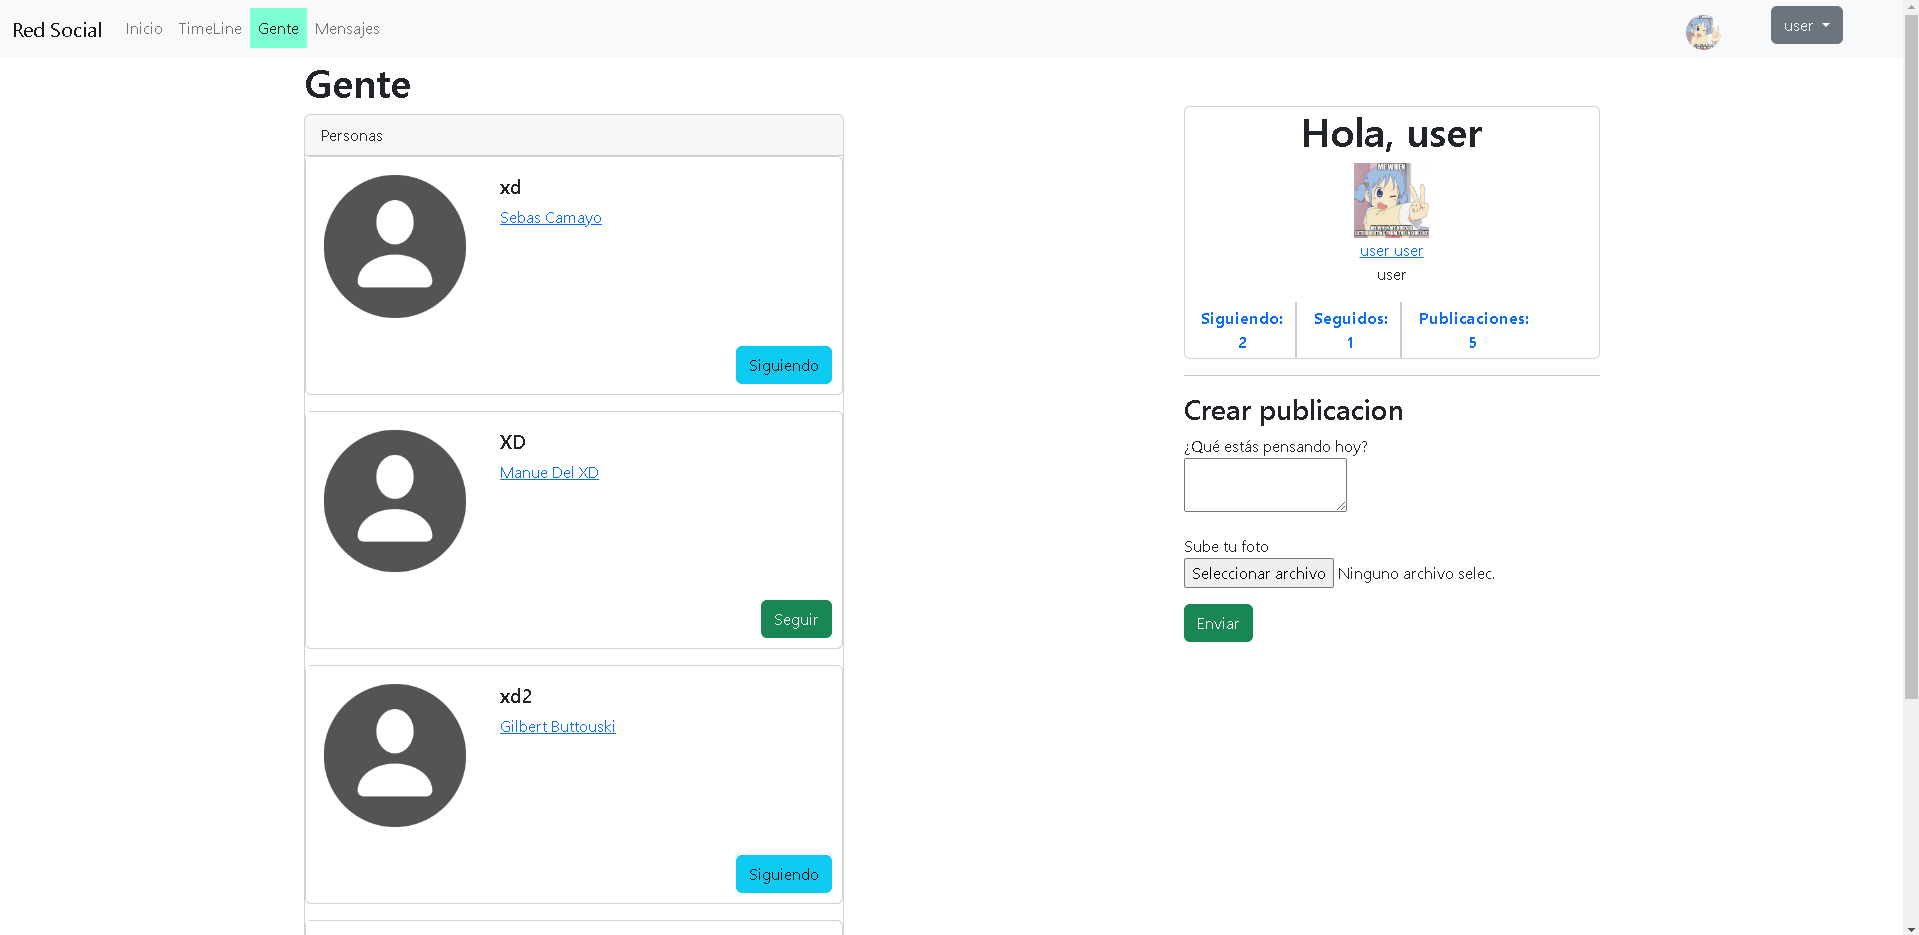 Red Social Inicio TimeLine Gente Mensajes user
Gente
Personas
xd
Sebas Camayo
Siguiendo
XD
Manue Del XD
Seguir
xd2
Gilbert Buttouski
Siguiendo
Hola, user
ME WHEN
user user
user
Siguiendo: Seguidos: Publicaciones:
2 1 5
Crear publicacion
¿Qué estás pensando hoy?
Sube tu foto
Seleccionar archivo Ninguno archivo selec.
Enviar